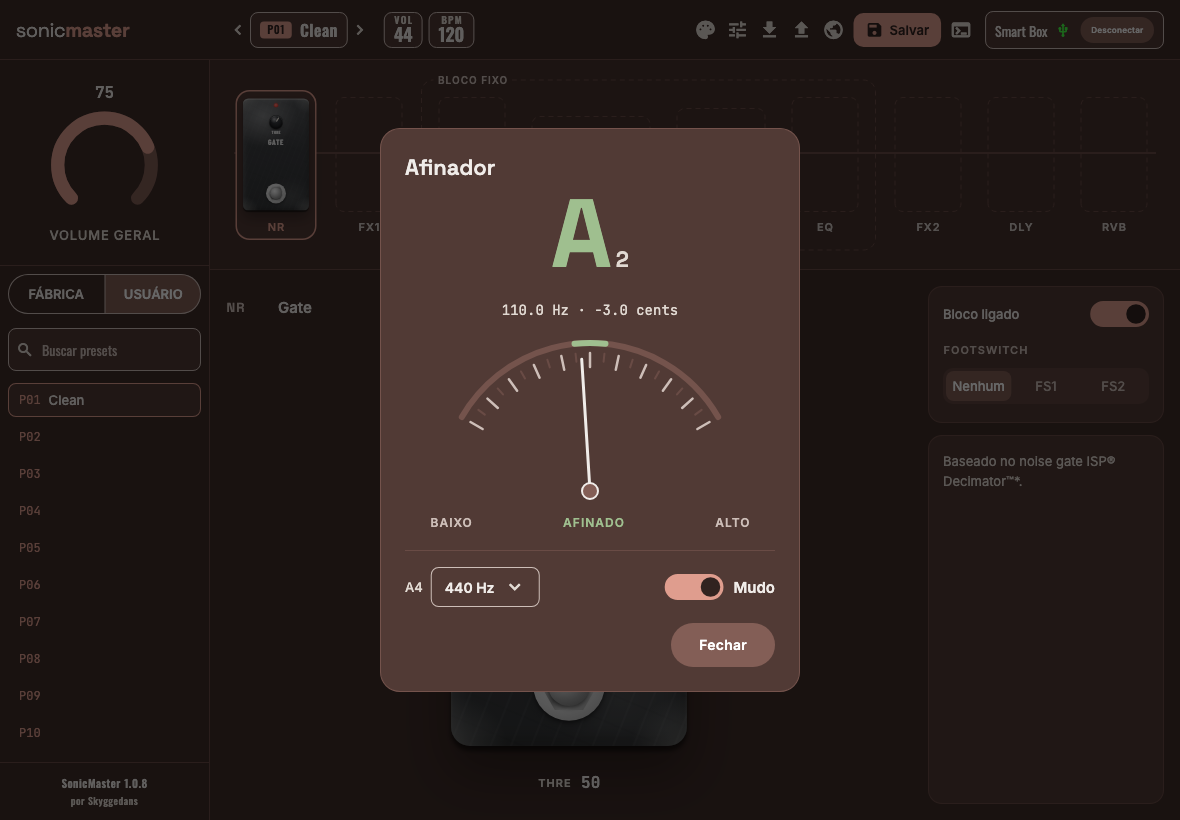 sonicmaster
P01 Clean
VOL
44
BPM
120
Salvar
Smart Box
Desconectar
75
VOLUME GERAL
BLOCO FIXO
GATE
NR
FX1
EQ
FX2
DLY
RVB
FÁBRICA
USUÁRIO
Buscar presets
P01 Clean
P02
P03
P04
P05
P06
P07
P08
P09
P10
SonicMaster 1.0.8
por Skyggedans
NR Gate
Afinador
A2
110.0 Hz · -3.0 cents
BAIXO
AFINADO
ALTO
A4
440 Hz
Mudo
Fechar
THRE 50
Bloco ligado
FOOTSWITCH
Nenhum
FS1
FS2
Baseado no noise gate ISP®
Decimator™*.